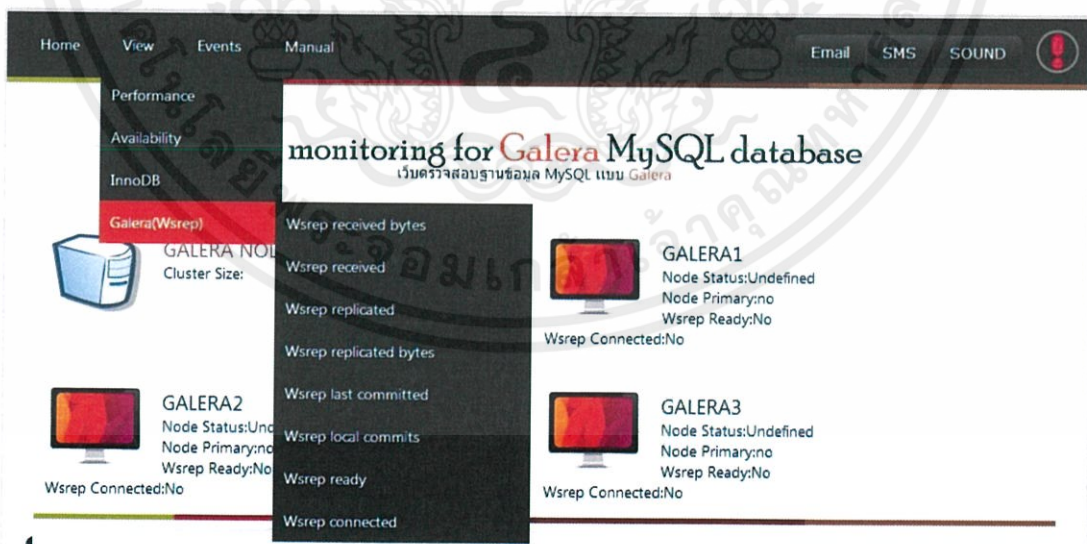 Home View Events Manual Email SMS SOUND
Performance
Availability
InnoDB
Galera(Wsrep)
Wsrep received bytes
Wsrep received
Wsrep replicated
Wsrep replicated bytes
Wsrep last committed
Wsrep local commits
Wsrep ready
Wsrep connected
monitoring for Galera MySQL database
เว็บตรวจสอบฐานข้อมูล MySQL แบบ Galera
GALERA
Cluster Size:
GALERA1
Node Status:Undefined
Node Primary:no
Wsrep Ready:No
Wsrep Connected:No
GALERA2
Node Status:Und
Node Primary:no
Wsrep Ready:No
Wsrep Connected:No
GALERA3
Node Status:Undefined
Node Primary:no
Wsrep Ready:No
Wsrep Connected:No